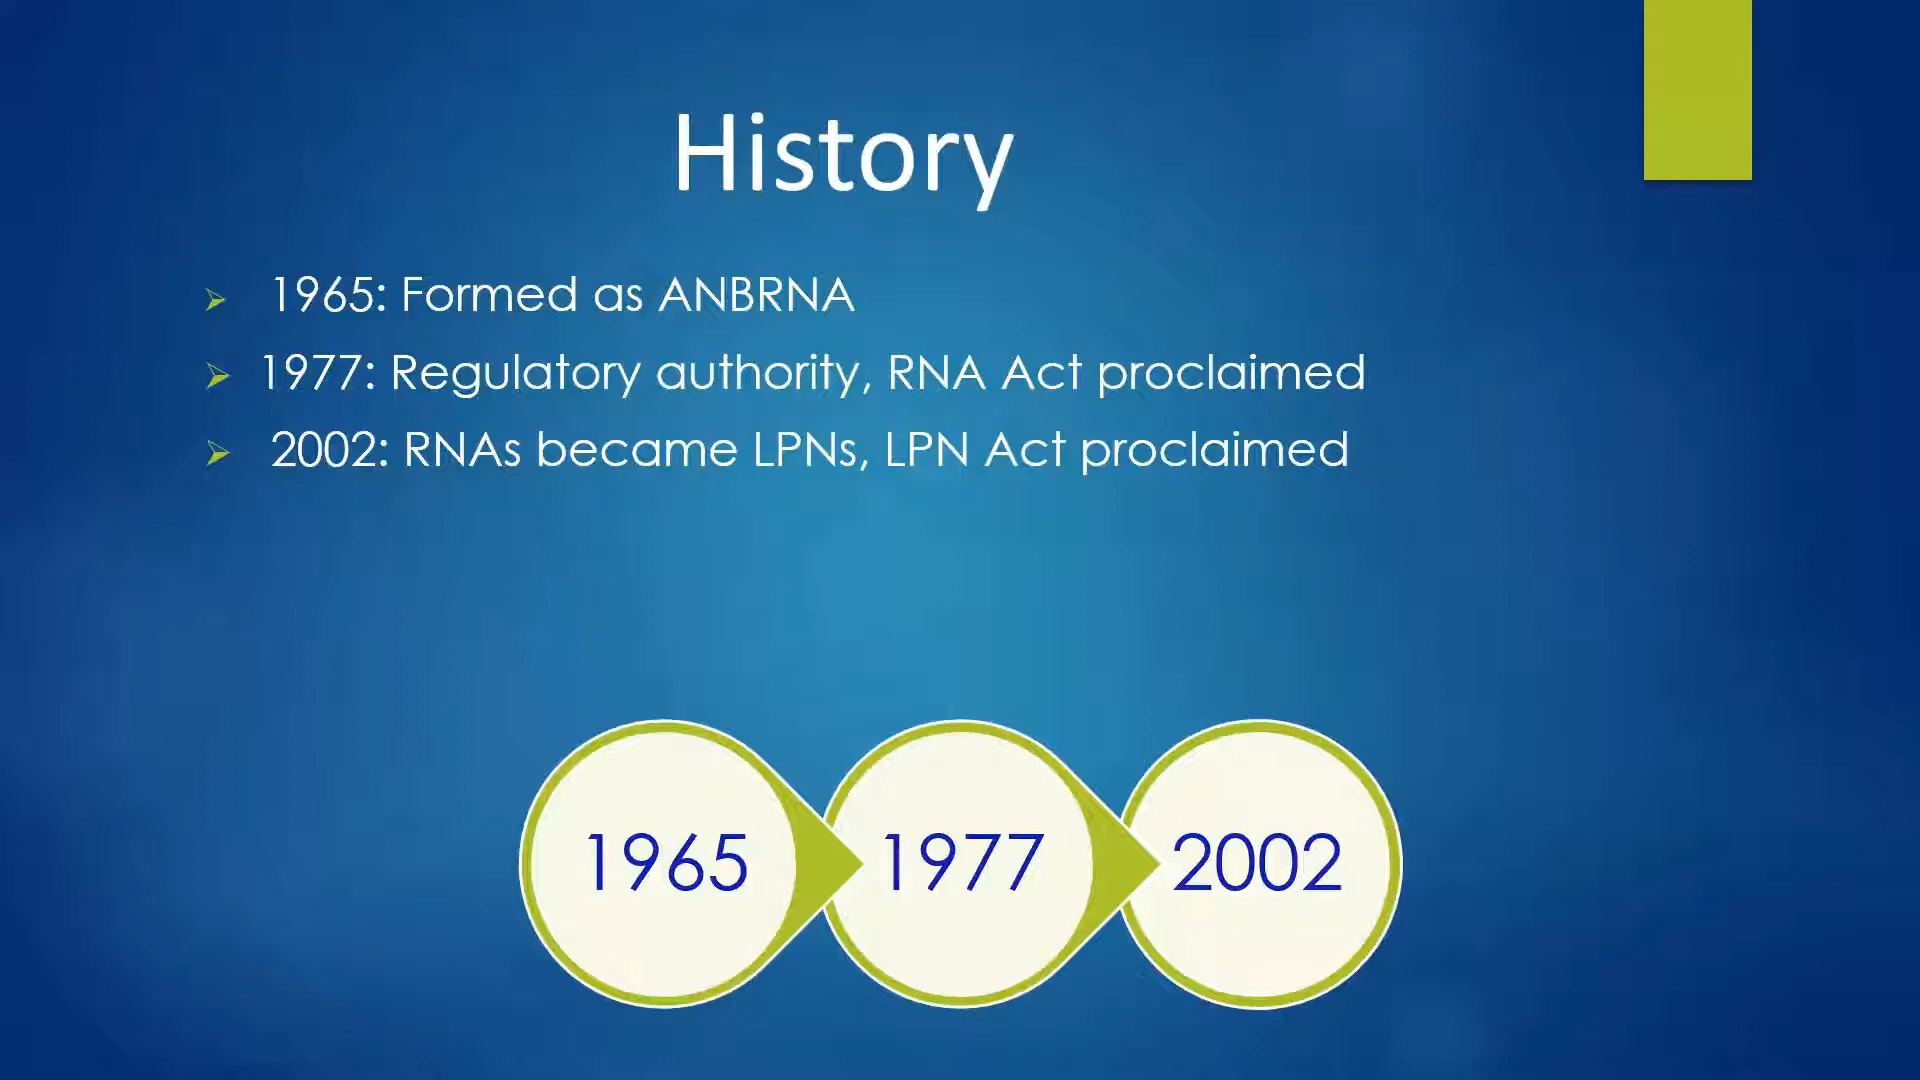 History
1965: Formed as ANBRNA
1977: Regulatory authority, RNA Act proclaimed
2002: RNAs became LPNs, LPN Act proclaimed
1965
1977
2002